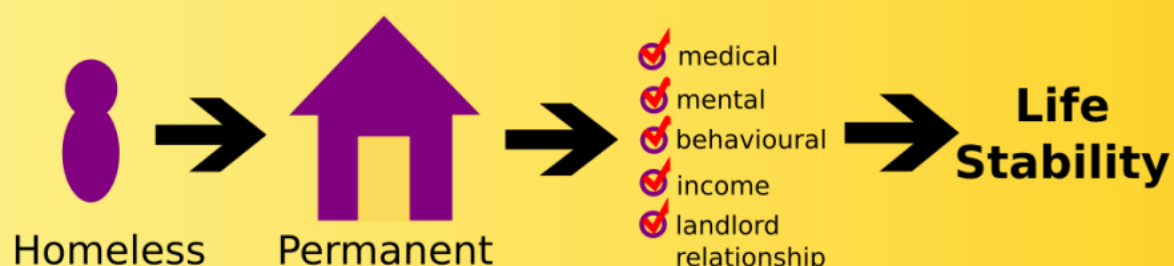 Homeless
Permanent
medical
mental
behavioural
income
landlord
relationship
Life
Stability